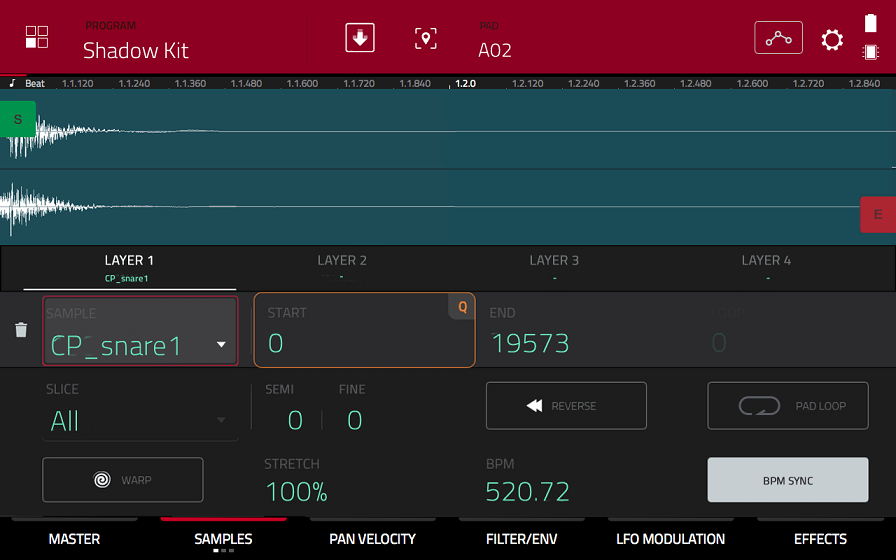 PROGRAM
Shadow Kit
PAD
A02
Beat 1.1.120 1.1.240 1.1.360 1.1.480 1.1.600 1.1.720 1.1.840 1.2.0 1.2.120 1.2.240 1.2.360 1.2.480 1.2.600 1.2.720 1.2.840
S
E
LAYER 1 LAYER 2 LAYER 3 LAYER 4
CP_snare1 - - -
SAMPLE START Q END
CP_snare1 0 19573 0
SLICE SEMI FINE
All 0 0 REVERSE PAD LOOP
STRETCH BPM
WARP 100% 520.72 BPM SYNC
MASTER SAMPLES PAN VELOCITY FILTER/ENV LFO MODULATION EFFECTS